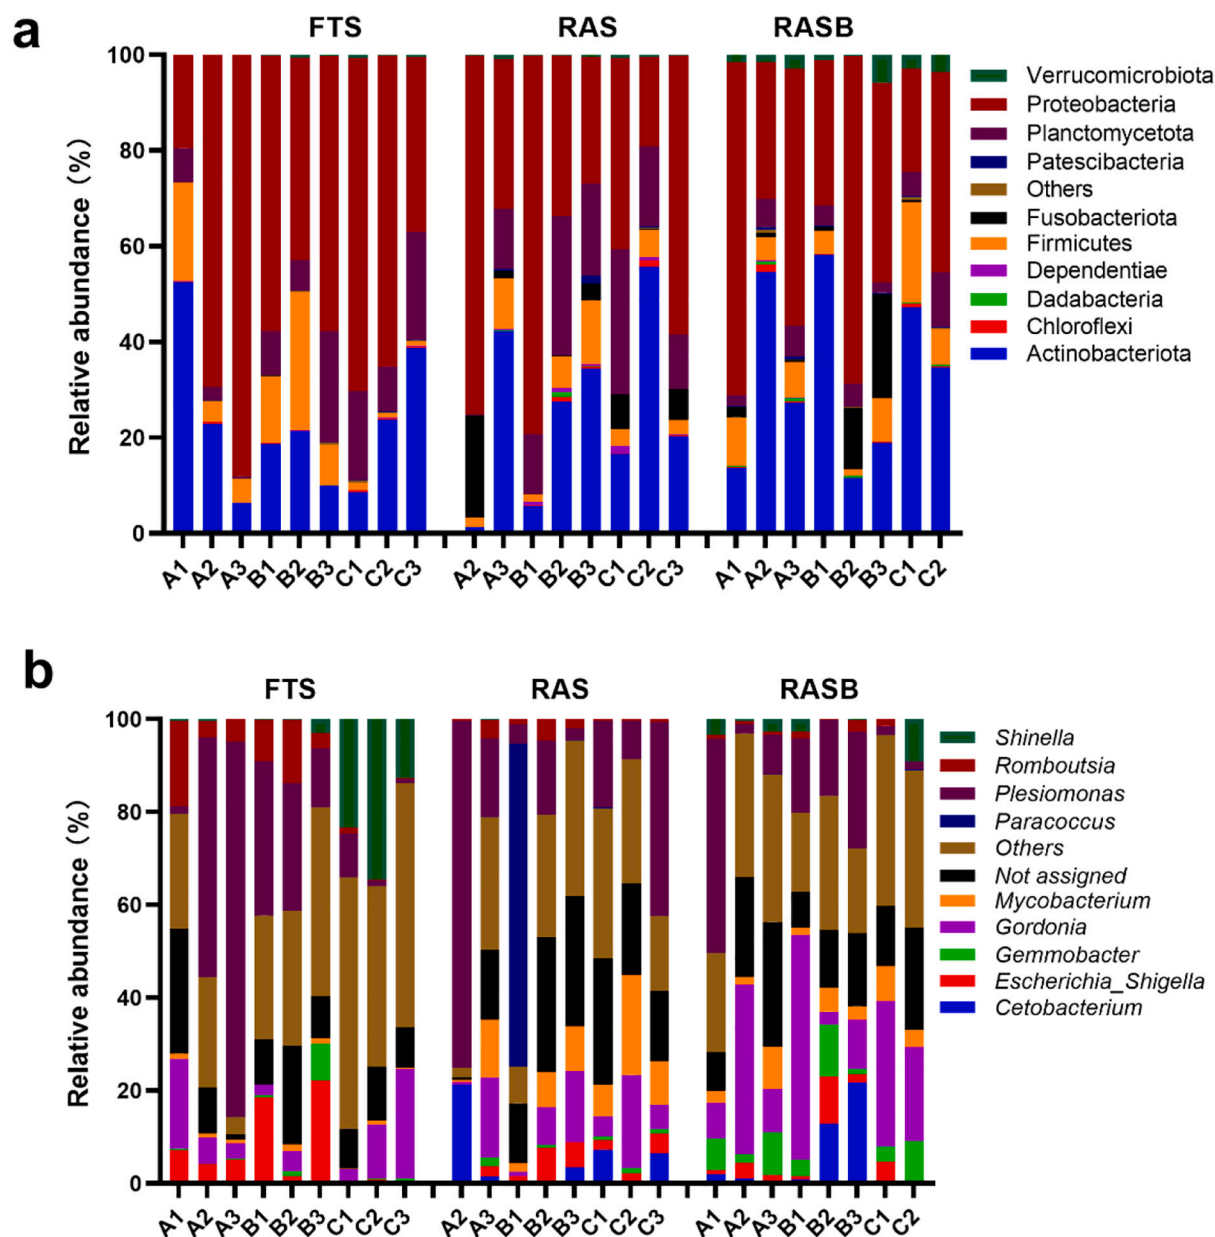 a
FTS RAS RASB
Relative abundance (%)
100
80
60
40
20
0
A1 A2 A3 B1 B2 B3 C1 C2 C3 A2 A3 B1 B2 B3 C1 C2 C3 A1 A2 A3 B1 B2 B3 C1 C2
Verrucomicrobiota
Proteobacteria
Planctomycetota
Patescibacteria
Others
Fusobacteriota
Firmicutes
Dependentiae
Dadabacteria
Chloroflexi
Actinobacteriota
b
FTS RAS RASB
Relative abundance (%)
100
80
60
40
20
0
A1 A2 A3 B1 B2 B3 C1 C2 C3 A2 A3 B1 B2 B3 C1 C2 C3 A1 A2 A3 B1 B2 B3 C1 C2
Shinella
Romboutsia
Plesiomonas
Paracoccus
Others
Not assigned
Mycobacterium
Gordonia
Gemmobacter
Escherichia_Shigella
Cetobacterium